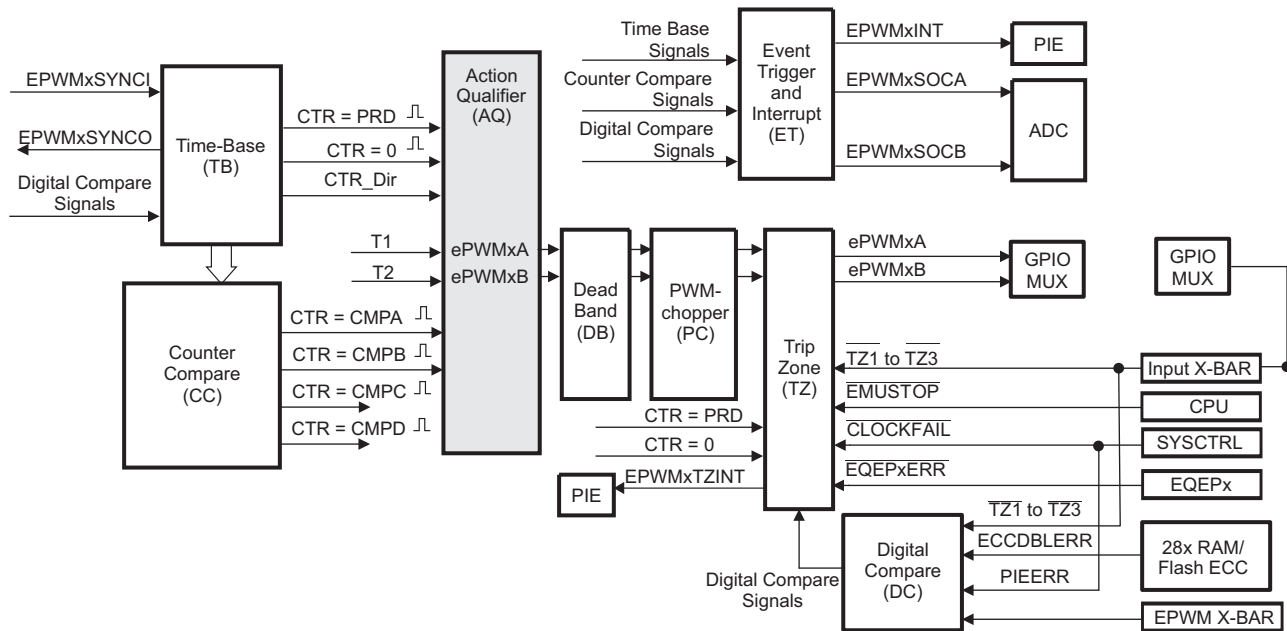 EPWMxSYNCI
EPWMxSYNCO
Digital Compare
Signals
Time-Base
(TB)
CTR = PRD
CTR = 0
CTR_Dir
T1
T2
Counter
Compare
(CC)
CTR = CMPA
CTR = CMPB
CTR = CMPC
CTR = CMPD
Action
Qualifier
(AQ)
ePWMxA
ePWMxB
Time Base
Signals
Counter Compare
Signals
Digital Compare
Signals
Event
Trigger
and
Interrupt
(ET)
EPWMxINT
EPWMxSOCA
EPWMxSOCB
PIE
ADC
Dead
Band
(DB)
PWM-
chopper
(PC)
Trip
Zone
(TZ)
ePWMxA
ePWMxB
GPIO
MUX
GPIO
MUX
TZ1 to TZ3
EMUSTOP
CLOCKFAIL
EQEPxERR
Input X-BAR
CPU
SYSCTRL
EQEPx
CTR = PRD
CTR = 0
EPWMxTZINT
PIE
Digital Compare
Signals
Digital
Compare
(DC)
TZ1 to TZ3
ECCDBLERR
PIEERR
28x RAM/
Flash ECC
EPWM X-BAR